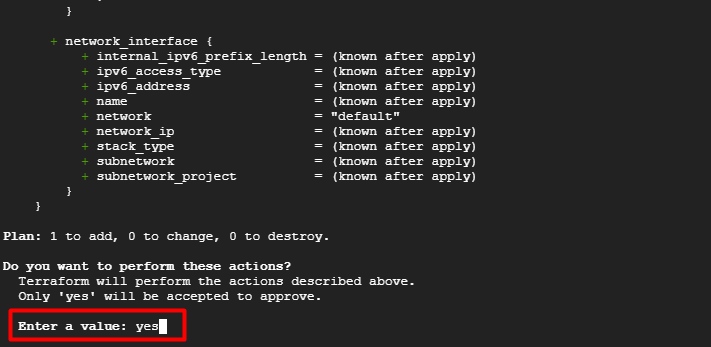 }
+ network_interface {
+ internal_ipv6_prefix_length = (known after apply)
+ ipv6_access_type = (known after apply)
+ ipv6_address = (known after apply)
+ name = (known after apply)
+ network = "default"
+ network_ip = (known after apply)
+ stack_type = (known after apply)
+ subnetwork = (known after apply)
+ subnetwork_project = (known after apply)
}
}
Plan: 1 to add, 0 to change, 0 to destroy.
Do you want to perform these actions?
Terraform will perform the actions described above.
Only 'yes' will be accepted to approve.
Enter a value: yes